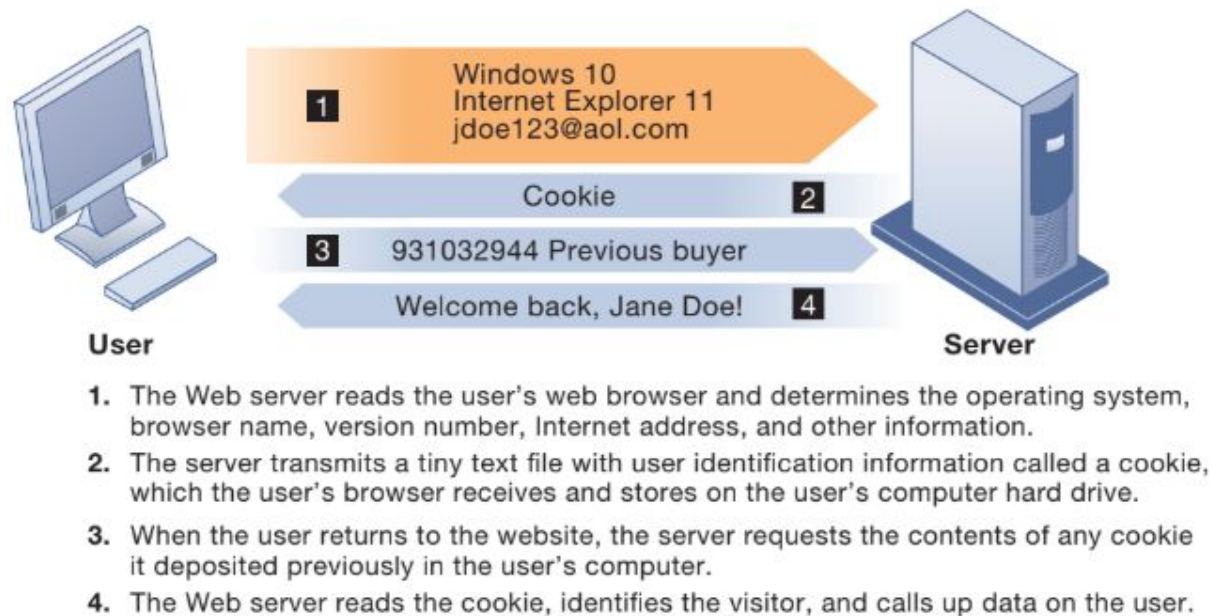 1
Windows 10
Internet Explorer 11
jdoe123@aol.com
Cookie 2
3 931032944 Previous buyer
Welcome back, Jane Doe! 4
User
Server
1. The Web server reads the user's web browser and determines the operating system,
browser name, version number, Internet address, and other information.
2. The server transmits a tiny text file with user identification information called a cookie,
which the user's browser receives and stores on the user's computer hard drive.
3. When the user returns to the website, the server requests the contents of any cookie
it deposited previously in the user's computer.
4. The Web server reads the cookie, identifies the visitor, and calls up data on the user.